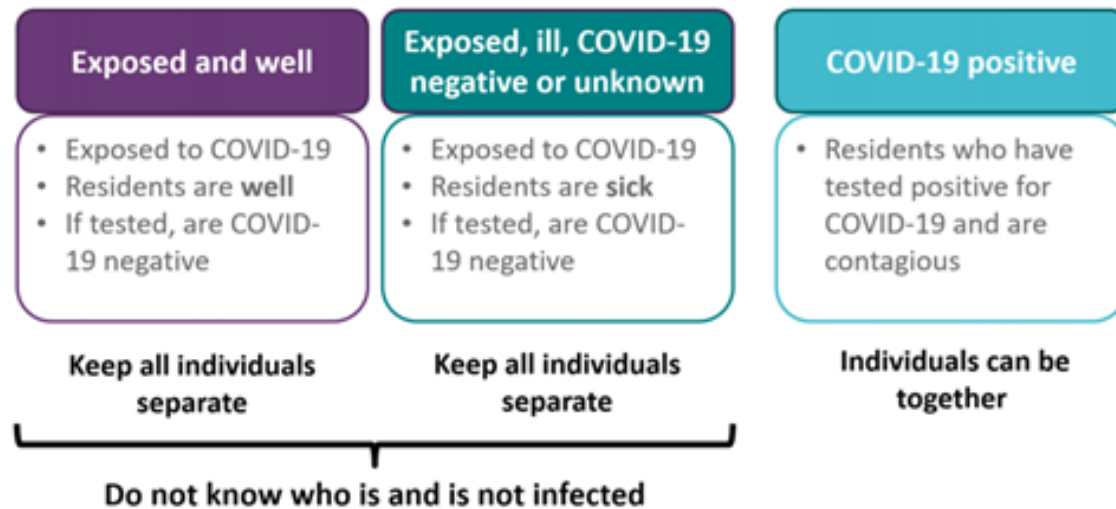 Exposed and well
• Exposed to COVID-19
• Residents are well
• If tested, are COVID-
19 negative
Keep all individuals
separate
Exposed, ill, COVID-19
negative or unknown
• Exposed to COVID-19
• Residents are sick
• If tested, are COVID-
19 negative
Keep all individuals
separate
COVID-19 positive
• Residents who have
tested positive for
COVID-19 and are
contagious
Individuals can be
together
Do not know who is and is not infected